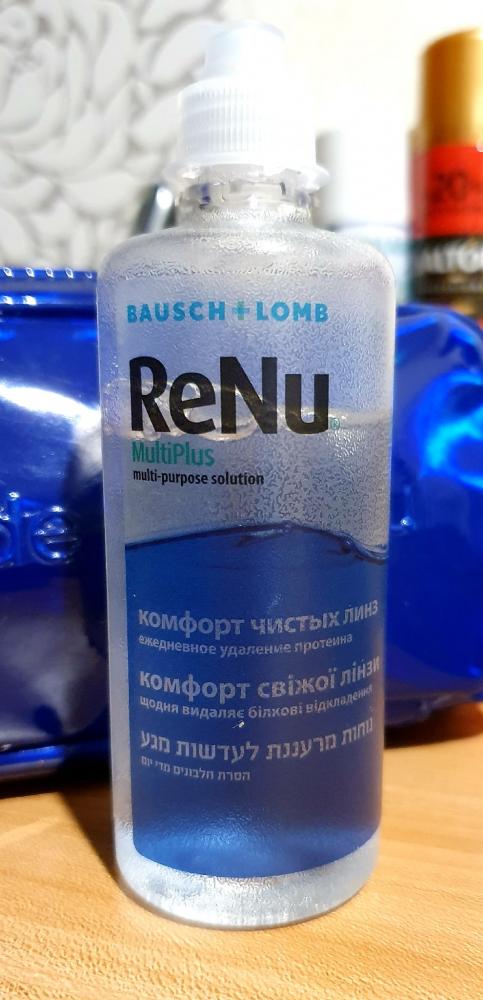 BAUSCH + LOMB
ReNu®
MultiPlus
multi-purpose solution
комфорт чистых линз
ежедневное удаление протеина
комфорт свіжої лінзи
щодня видаляє білкові відкладення
נוחות מרעננת לעדשות מגע
הסרת חלבונים מדי יום
20